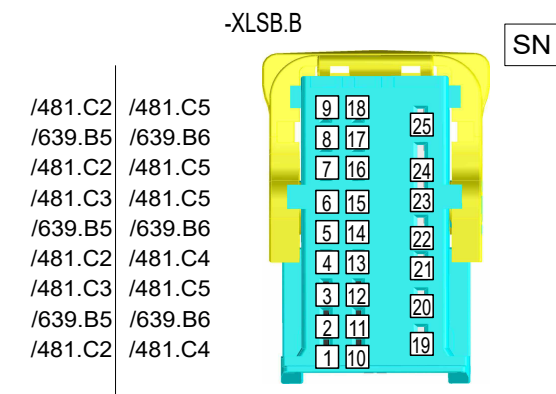 -XLSB.B
SN
/481.C2 /481.C5 9 18
25
/639.B5 /639.B6 8 17
/481.C2 /481.C5 7 16 24
/481.C3 /481.C5 6 15 23
/639.B5 /639.B6 5 14 22
/481.C2 /481.C4 4 13 21
/481.C3 /481.C5 3 12
20
/639.B5 /639.B6 2 11
19
/481.C2 /481.C4 1 10